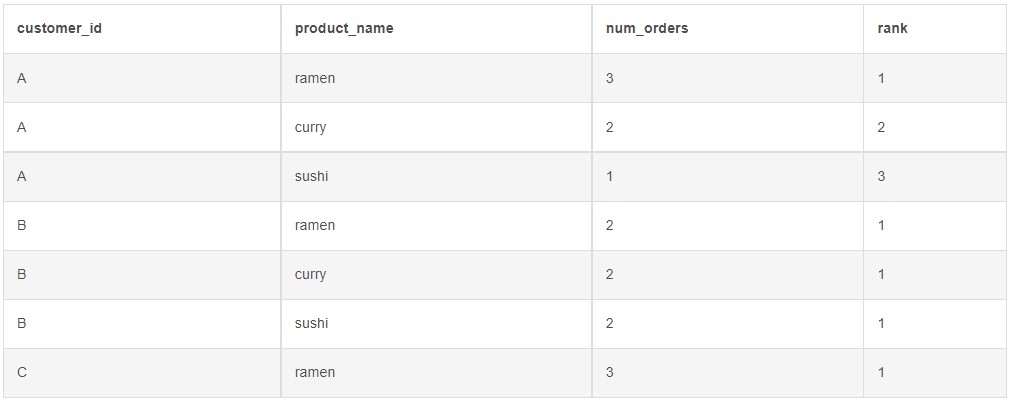 customer_id product_name num_orders rank
A ramen 3 1
A curry 2 2
A sushi 1 3
B ramen 2 1
B curry 2 1
B sushi 2 1
C ramen 3 1